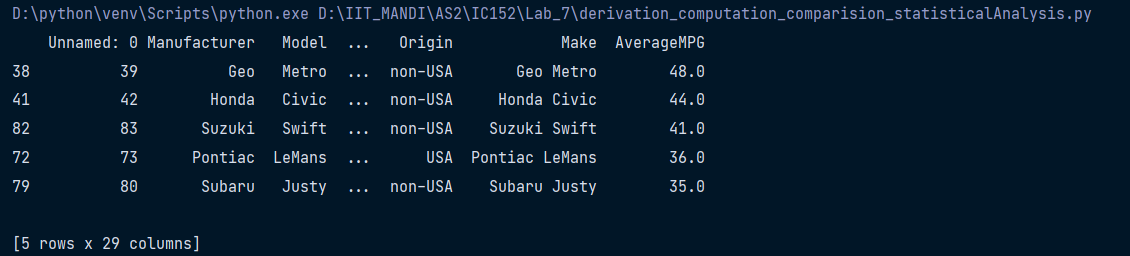 D:\python\venv\Scripts\python.exe D:\IIT_MANDI\AS2\IC152\Lab_7\derivation_computation_comparision_statisticalAnalysis.py
    Unnamed: 0 Manufacturer   Model  ...   Origin            Make  AverageMPG
38          39          Geo   Metro  ...  non-USA       Geo Metro        48.0
41          42        Honda   Civic  ...  non-USA     Honda Civic        44.0
82          83       Suzuki   Swift  ...  non-USA    Suzuki Swift        41.0
72          73      Pontiac  LeMans  ...      USA  Pontiac LeMans        36.0
79          80       Subaru   Justy  ...  non-USA    Subaru Justy        35.0
[5 rows x 29 columns]